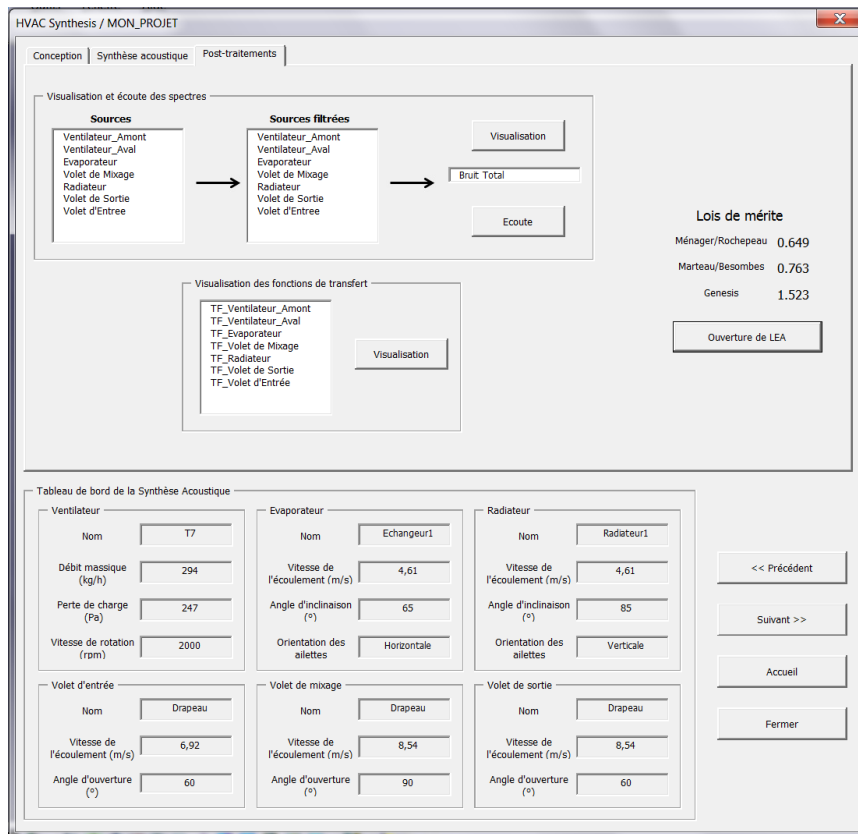 HVAC Synthesis / MON_PROJET
Conception
Synthèse acoustique
Post-traitements
Visualisation et écoute des spectres
Sources
Ventilateur_Amont
Ventilateur_Aval
Evaporateur
Volet de Mixage
Radiateur
Volet de Sortie
Volet d'Entree
Sources filtrées
Ventilateur_Amont
Ventilateur_Aval
Evaporateur
Volet de Mixage
Radiateur
Volet de Sortie
Volet d'Entree
Visualisation
Bruit Total
Ecoute
Lois de mérite
Ménager/Rochepeau 0.649
Marteau/Besombes 0.763
Genesis 1.523
Ouverture de LEA
Visualisation des fonctions de transfert
TF_Ventilateur_Amont
TF_Ventilateur_Aval
TF_Evaporateur
TF_Volet de Mixage
TF_Radiateur
TF_Volet de Sortie
TF_Volet d'Entrée
Visualisation
Tableau de bord de la Synthèse Acoustique
Ventilateur
Nom T7
Débit massique
(kg/h) 294
Perte de charge
(Pa) 247
Vitesse de rotation
(rpm) 2000
Evaporateur
Nom Echangeur1
Vitesse de
l'écoulement (m/s) 4,61
Angle d'inclinaison
(°) 65
Orientation des
ailettes Horizontale
Radiateur
Nom Radiateur1
Vitesse de
l'écoulement (m/s) 4,61
Angle d'inclinaison
(°) 85
Orientation des
ailettes Verticale
Volet d'entrée
Nom Drapeau
Vitesse de
l'écoulement (m/s) 6,92
Angle d'ouverture
(°) 60
Volet de mixage
Nom Drapeau
Vitesse de
l'écoulement (m/s) 8,54
Angle d'ouverture
(°) 90
Volet de sortie
Nom Drapeau
Vitesse de
l'écoulement (m/s) 8,54
Angle d'ouverture
(°) 60
<< Précédent
Suivant >>
Accueil
Fermer